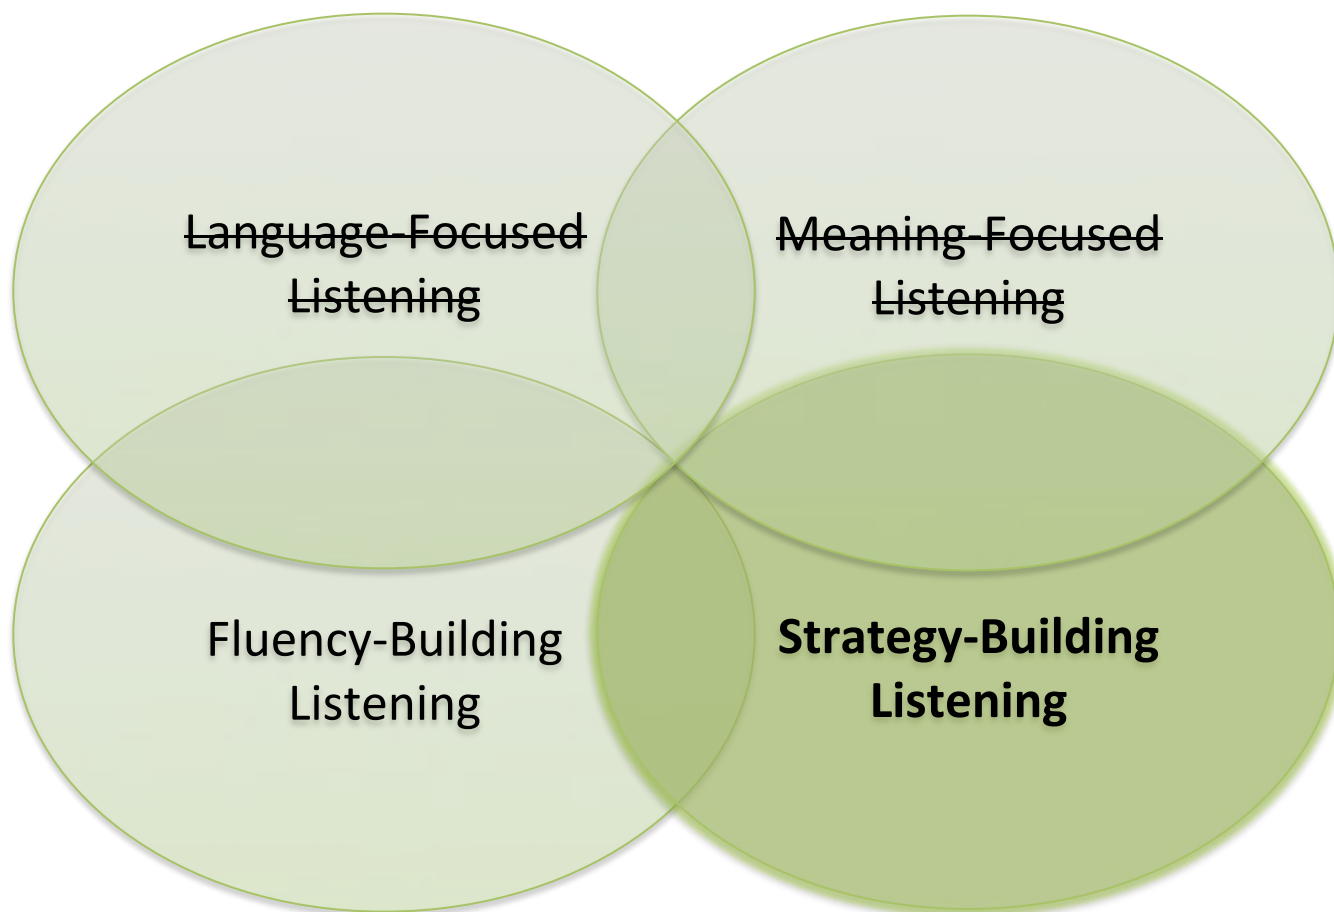 Language-Focused
Listening
Meaning-Focused
Listening
Fluency-Building
Listening
Strategy-Building
Listening